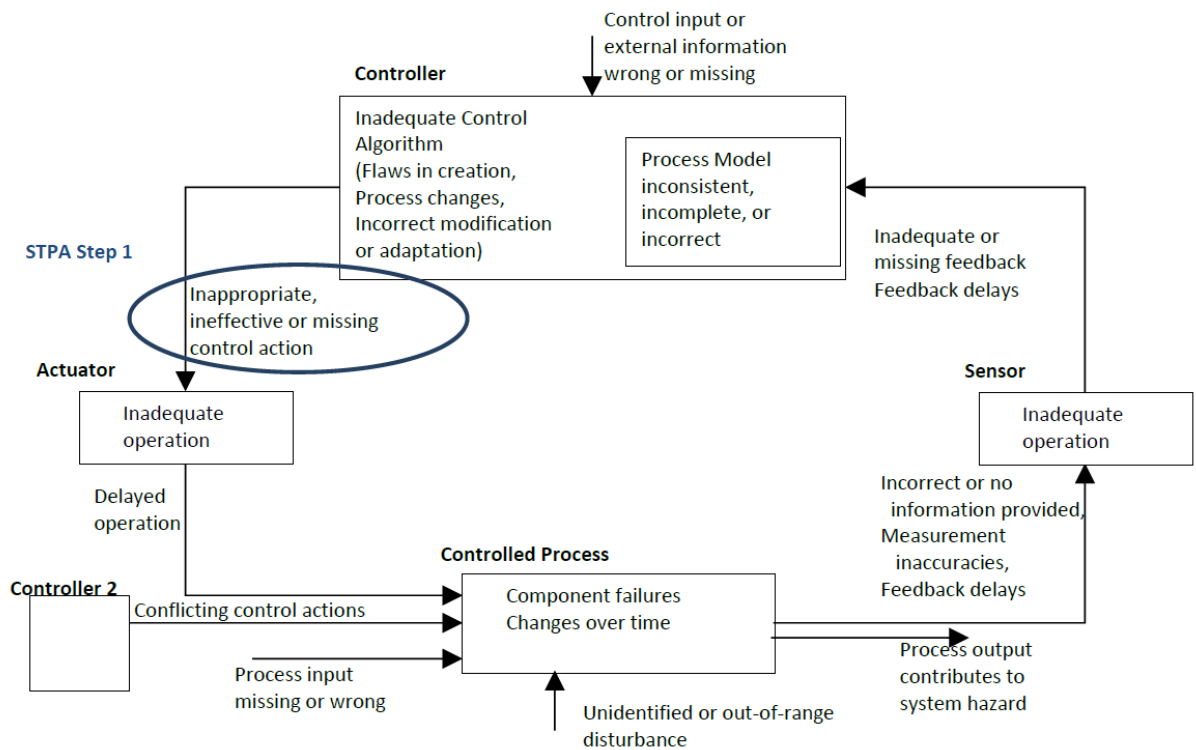 Control input or
external information
wrong or missing
Controller
Inadequate Control
Algorithm
(Flaws in creation,
Process changes,
Incorrect modification
or adaptation)
Process Model
inconsistent,
incomplete, or
incorrect
Inadequate or
missing feedback
Feedback delays
STPA Step 1
Inappropriate,
ineffective or missing
control action
Actuator
Inadequate
operation
Sensor
Inadequate
operation
Delayed
operation
Incorrect or no
information provided,
Measurement
inaccuracies,
Feedback delays
Controlled Process
Component failures
Changes over time
Controller 2
Conflicting control actions
Process input
missing or wrong
Unidentified or out-of-range
disturbance
Process output
contributes to
system hazard